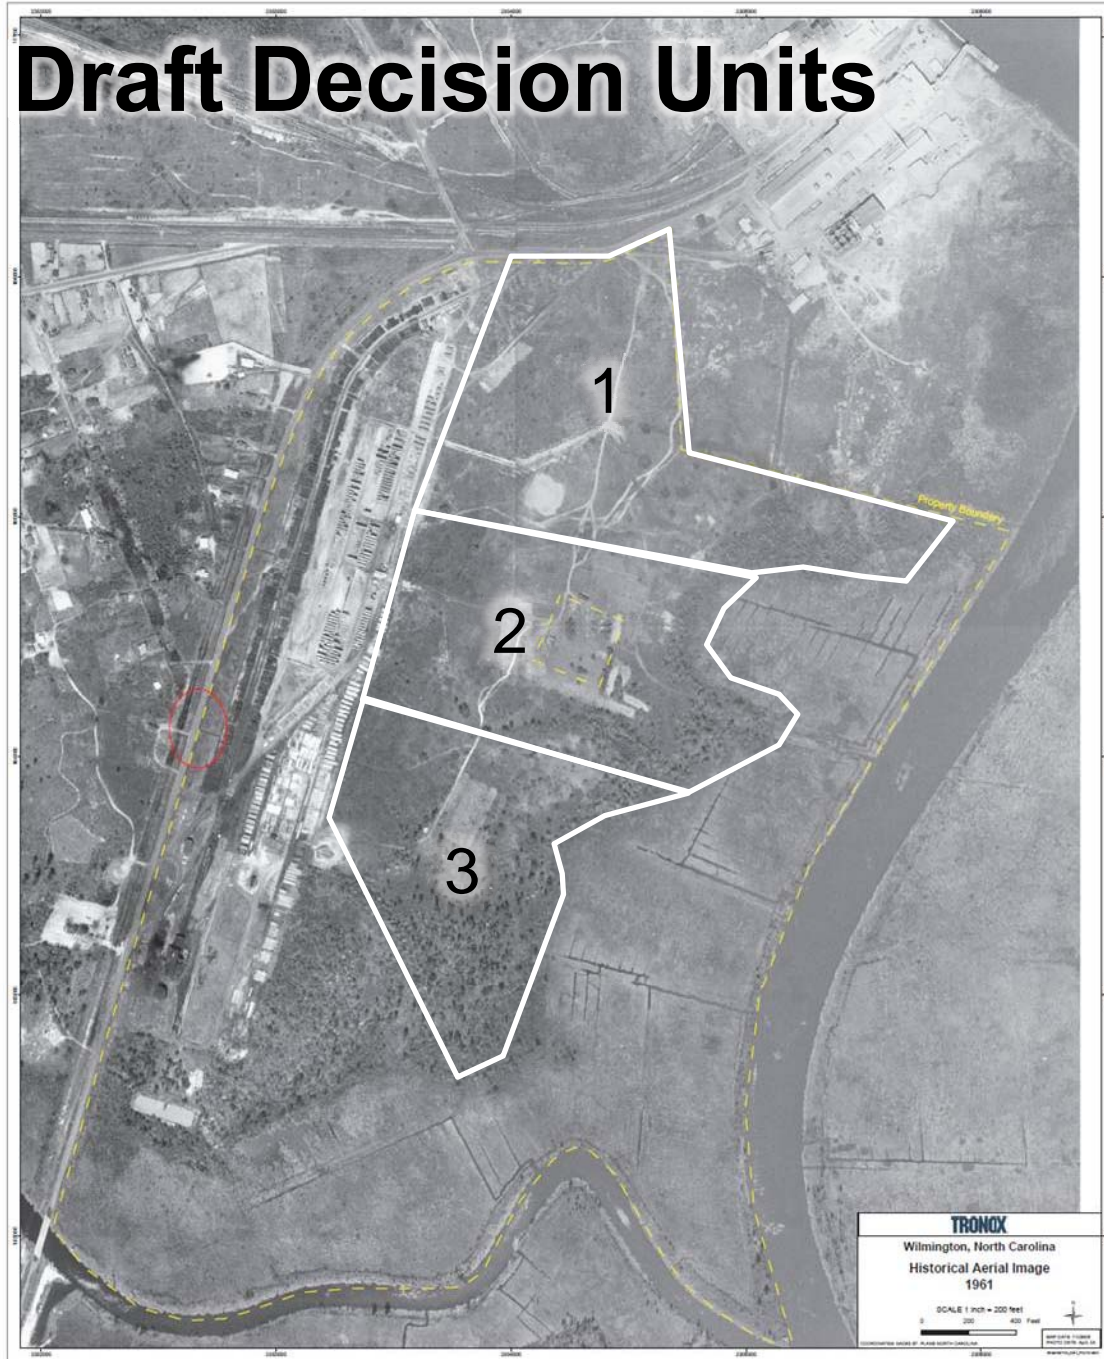 Draft Decision Units
1
Property Boundary
2
3
TRONOX
Wilmington, North Carolina
Historical Aerial Image
1961
SCALE 1 inch = 200 feet
0 200 400 Feet